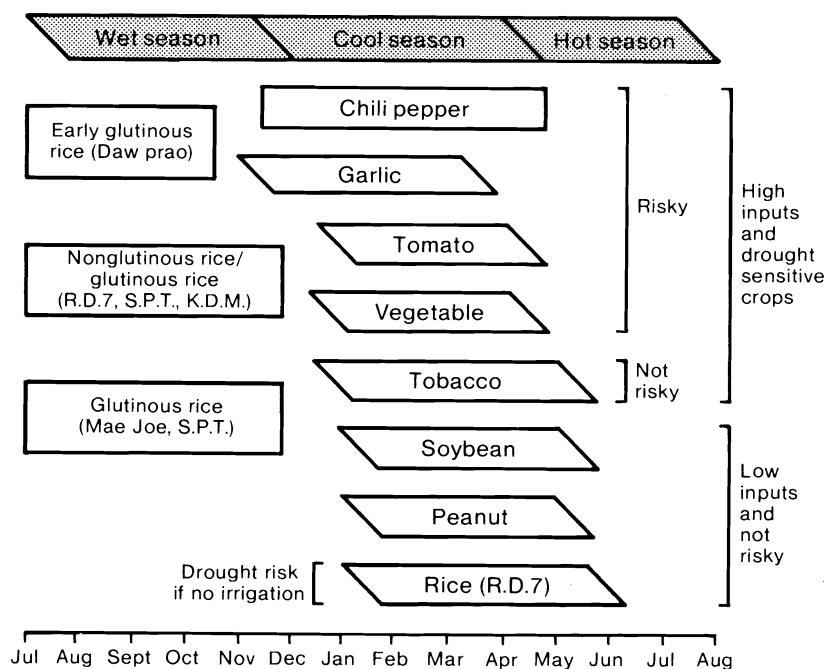 Wet season
Cool season
Hot season
Early glutinous
rice (Daw prao)
Chili pepper
Garlic
Nonglutinous rice/
glutinous rice
(R.D.7, S.P.T., K.D.M.)
Tomato
Vegetable
Glutinous rice
(Mae Joe, S.P.T.)
Tobacco
Soybean
Peanut
Drought risk
if no irrigation
Rice (R.D.7)
Risky
Not
risky
High
inputs
and
drought
sensitive
crops
Low
inputs
and
not
risky
Jul Aug Sept Oct Nov Dec Jan Feb Mar Apr May Jun Jul Aug